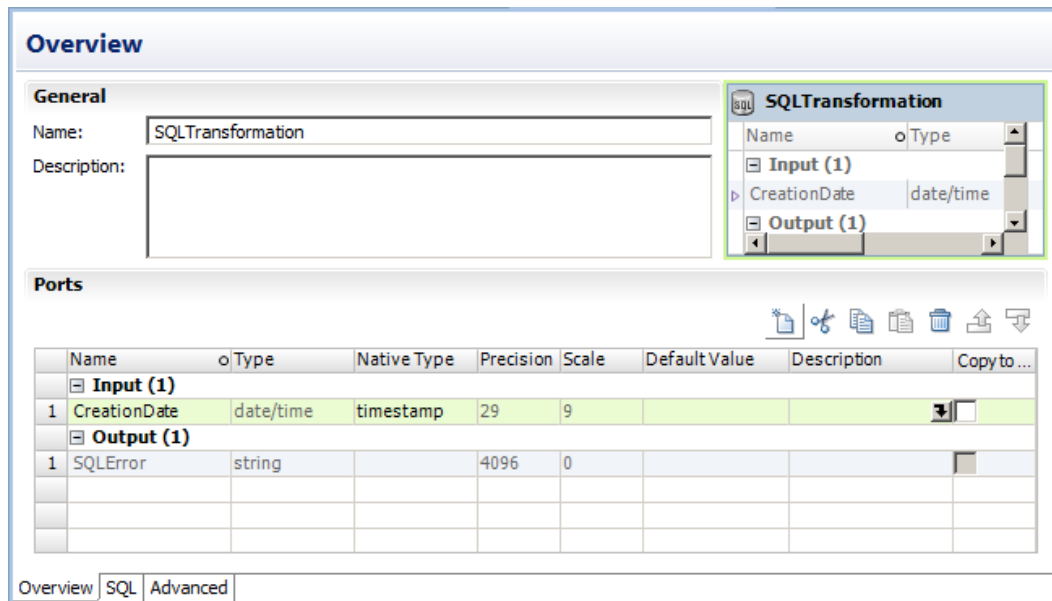 Overview
General
Name: SQLTransformation
Description:
sql SQLTransformation
Name Type
Input (1)
CreationDate date/time
Output (1)
Ports
Name Type Native Type Precision Scale Default Value Description Copy to ...
Input (1)
1 CreationDate date/time timestamp 29 9
Output (1)
1 SQLError string 4096 0
Overview SQL Advanced